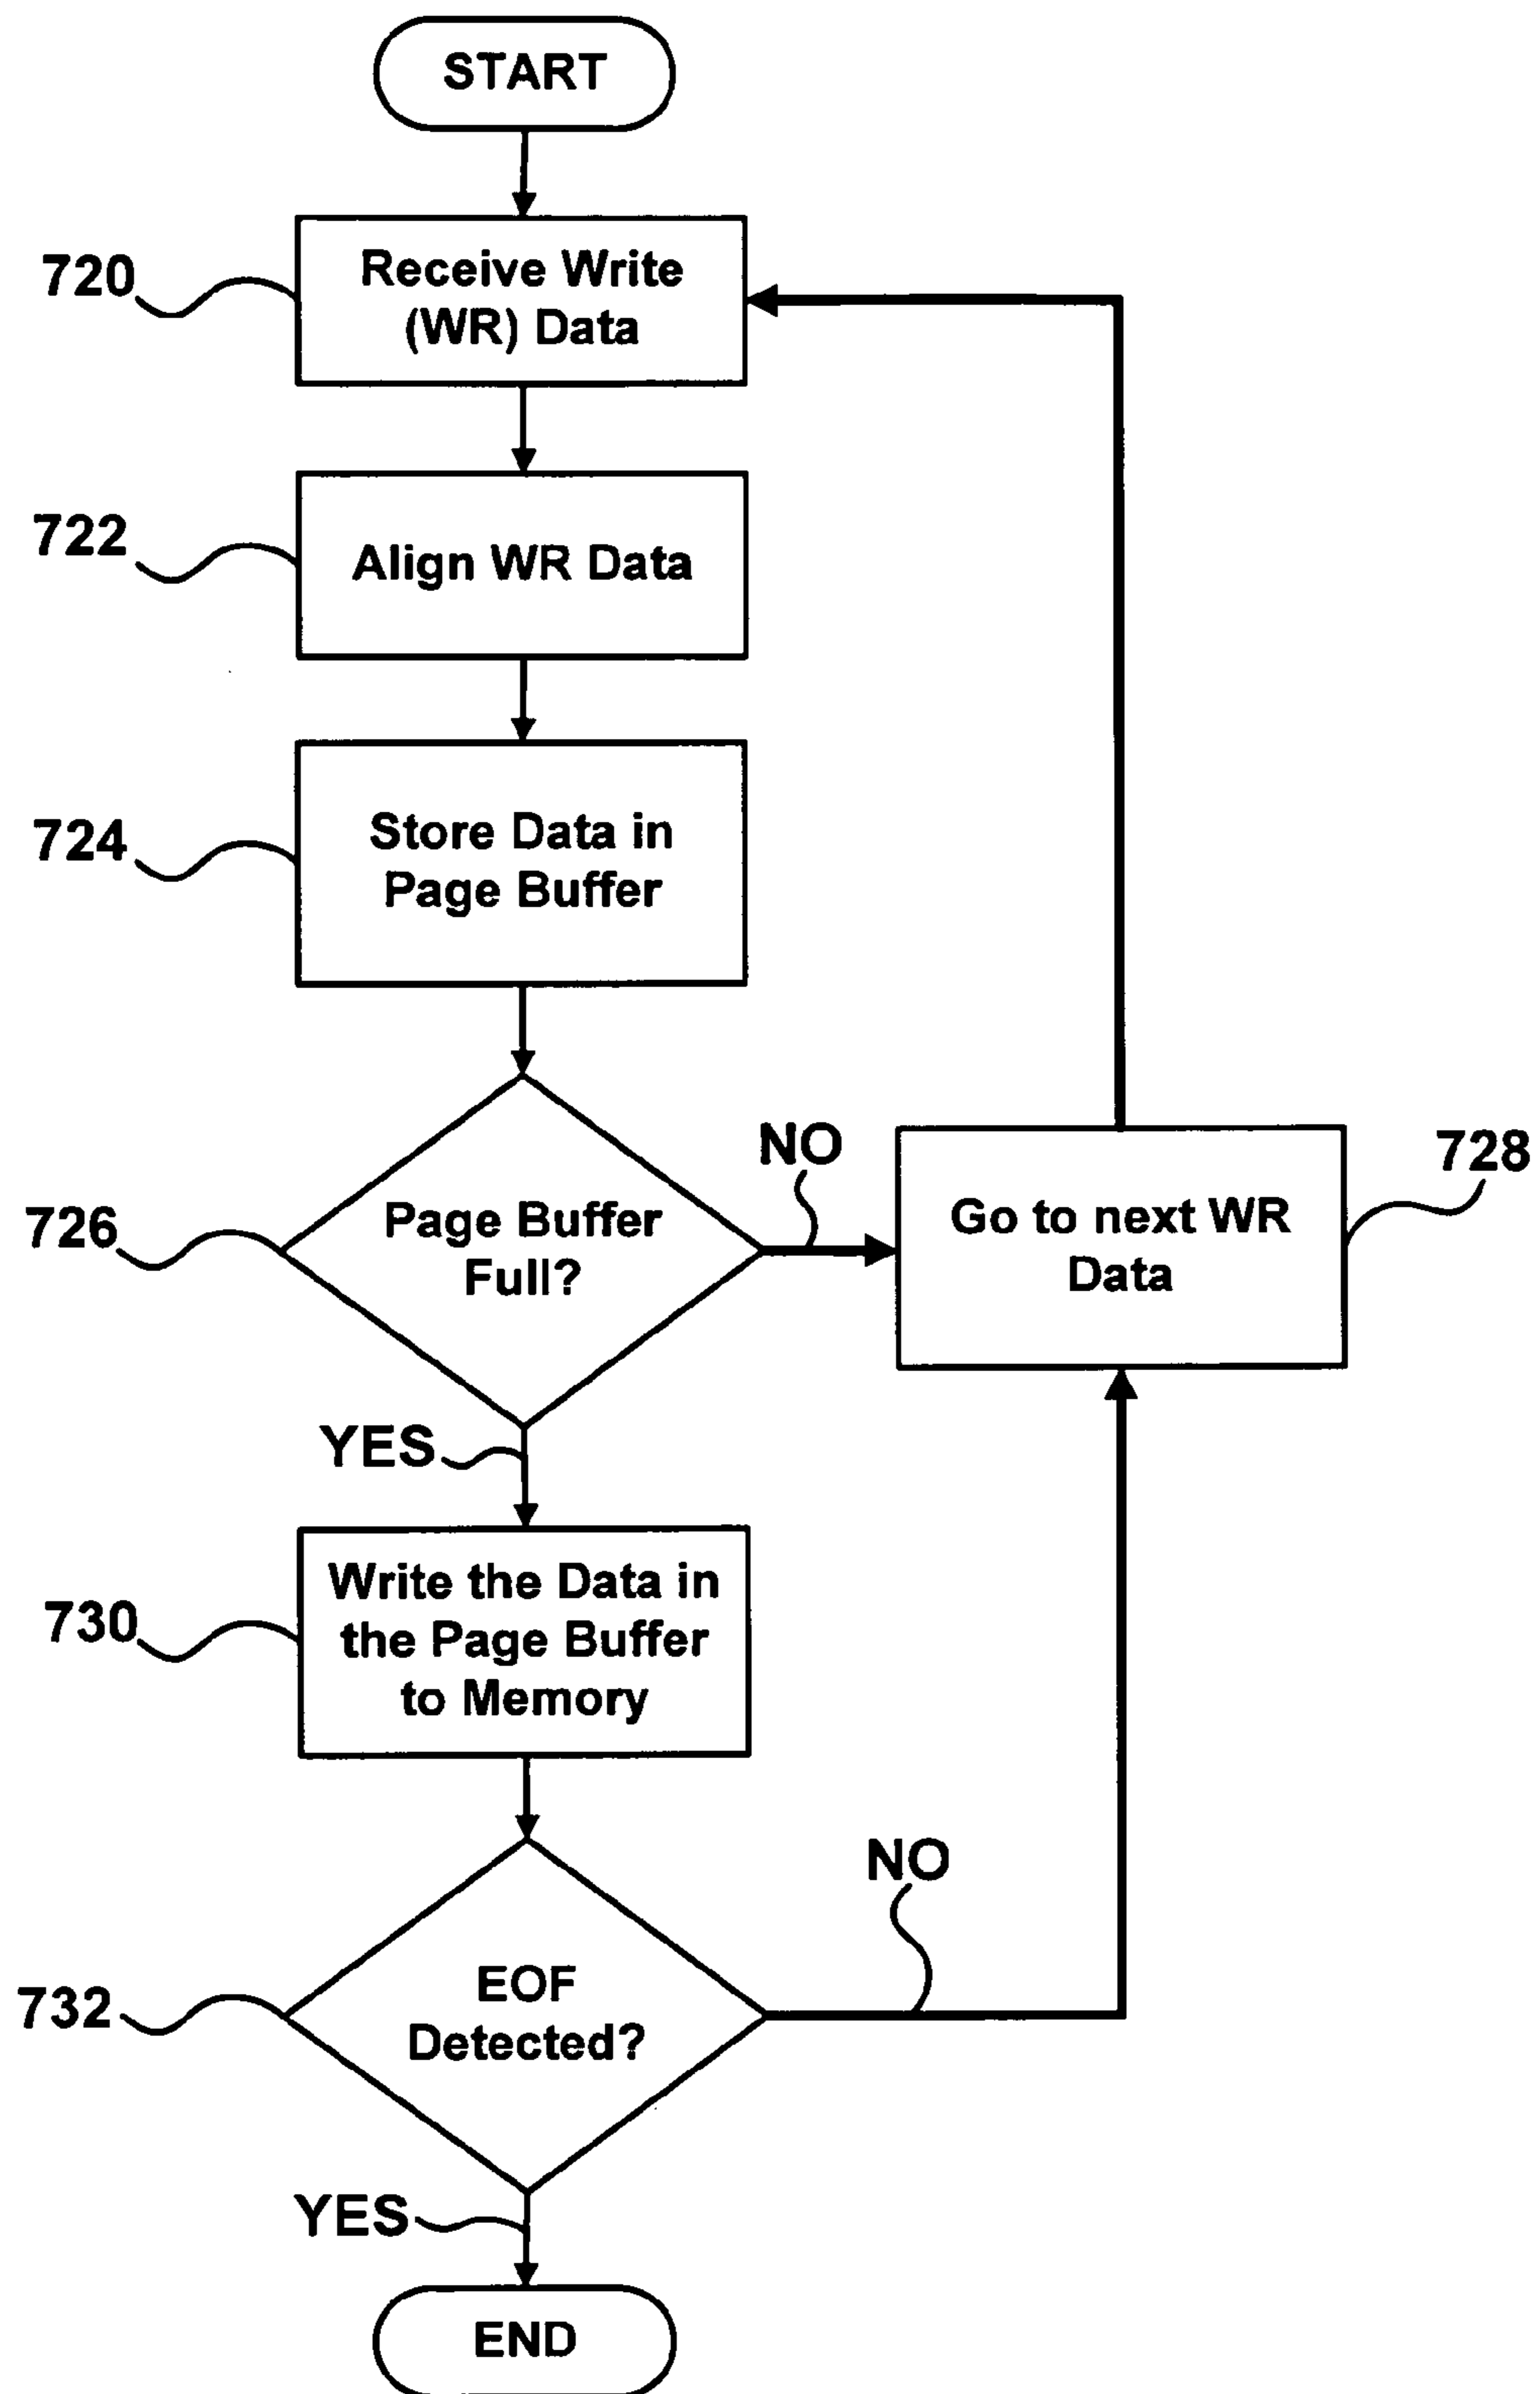 START
720
Receive Write
(WR) Data
722
Align WR Data
724
Store Data in
Page Buffer
726
Page Buffer
Full?
NO
728
Go to next WR
Data
YES
730
Write the Data in
the Page Buffer
to Memory
732
EOF
Detected?
NO
YES
END